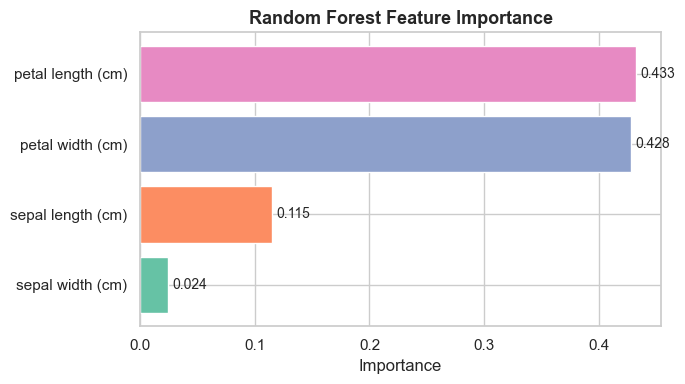 Random Forest Feature Importance
petal length (cm)
0.433
petal width (cm)
0.428
sepal length (cm)
0.115
sepal width (cm)
0.024
0.0 0.1 0.2 0.3 0.4
Importance